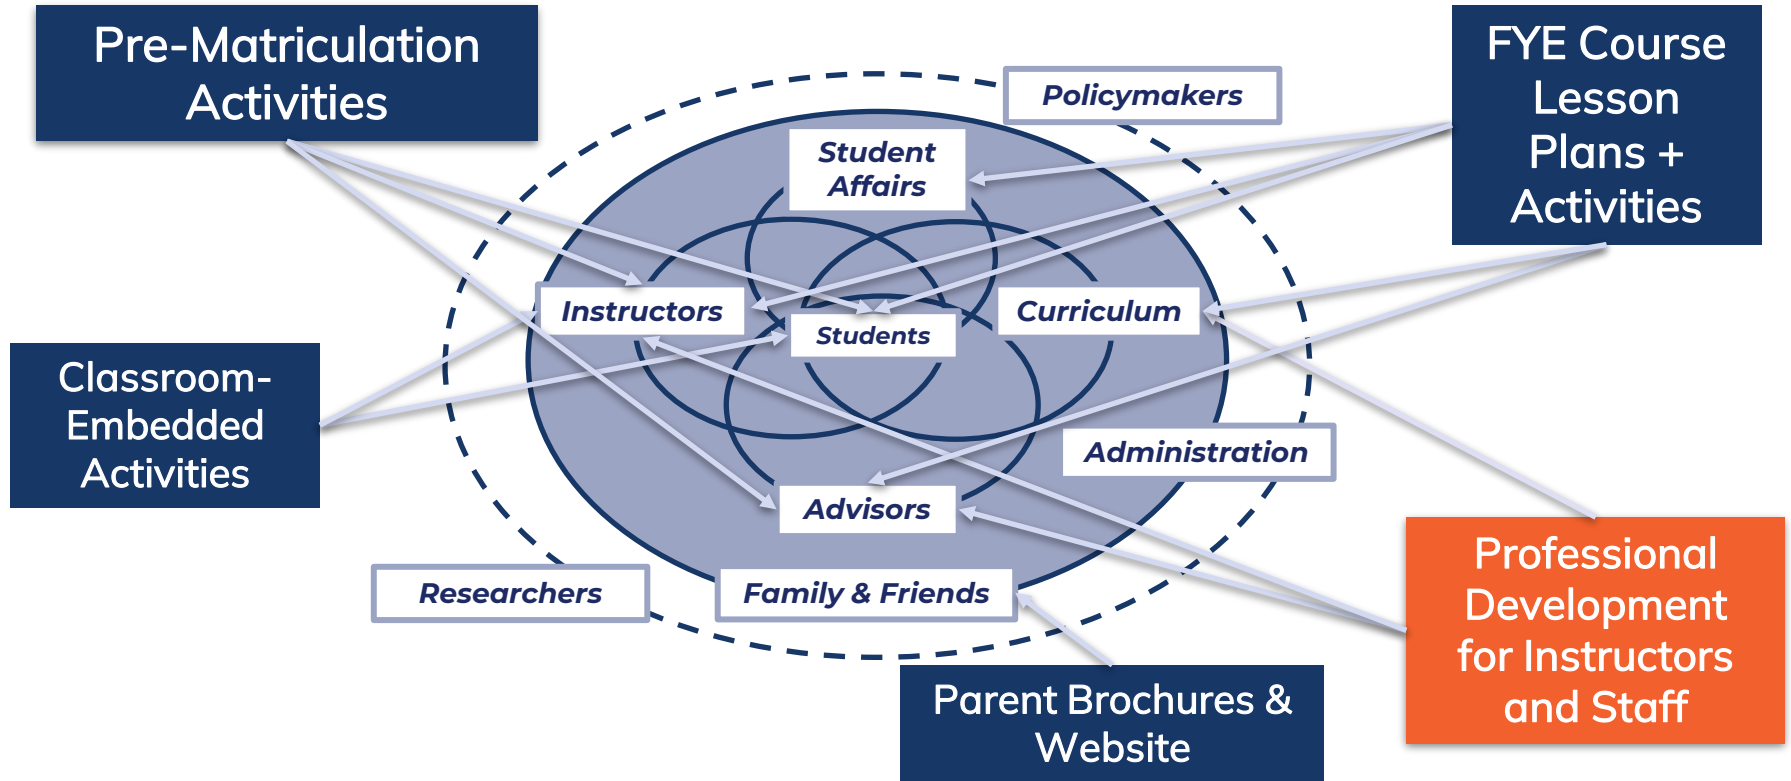 Pre-Matriculation
Activities
FYE Course
Lesson
Plans +
Activities
Policymakers
Student
Affairs
Instructors
Students
Curriculum
Classroom-
Embedded
Activities
Administration
Advisors
Researchers
Family & Friends
Professional
Development
for Instructors
and Staff
Parent Brochures &
Website